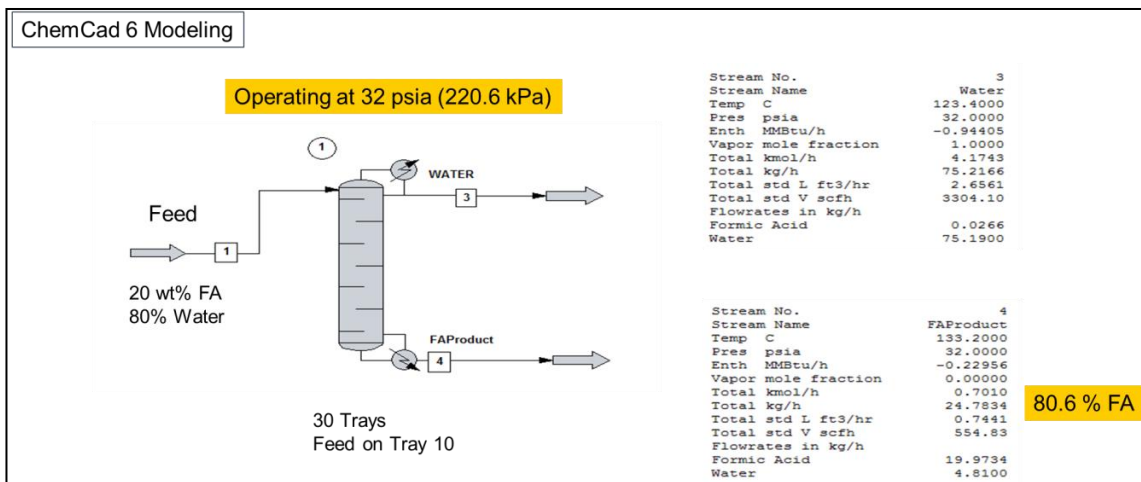 ChemCad 6 Modeling
Operating at 32 psia (220.6 kPa)
1
WATER
3
Feed
1
20 wt% FA
80% Water
FAProduct
4
30 Trays
Feed on Tray 10
Stream No. 3
Stream Name Water
Temp C 123.4000
Pres psia 32.0000
Enth MMBtu/h -0.94405
Vapor mole fraction 1.0000
Total kmol/h 4.1743
Total kg/h 75.2166
Total std L ft3/hr 2.6561
Total std V scfh 3304.10
Flowrates in kg/h
Formic Acid 0.0266
Water 75.1900
Stream No. 4
Stream Name FAProduct
Temp C 133.2000
Pres psia 32.0000
Enth MMBtu/h -0.22956
Vapor mole fraction 0.00000
Total kmol/h 0.7010
Total kg/h 24.7834
Total std L ft3/hr 0.7441
Total std V scfh 554.83
Flowrates in kg/h
Formic Acid 19.9734
Water 4.8100
80.6 % FA